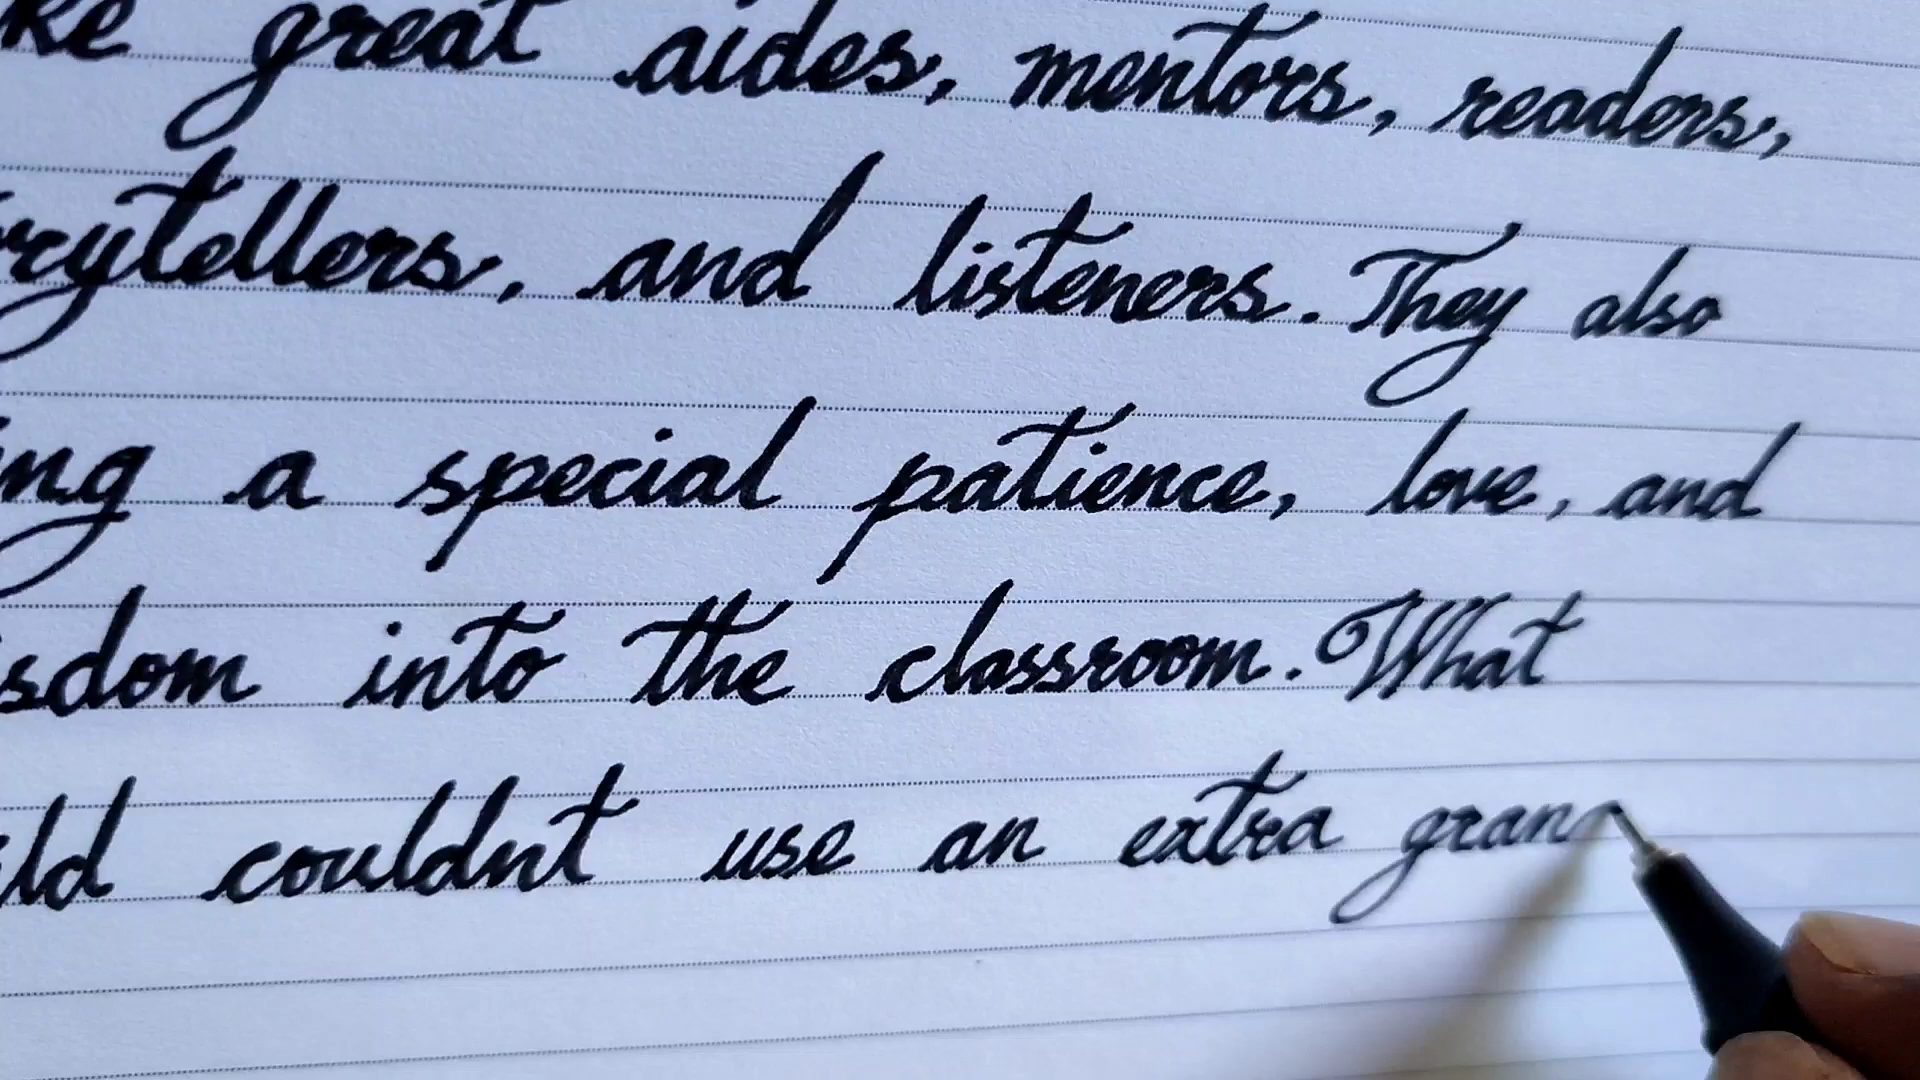 ke great aides, mentors, readers,
rytellers, and listeners. They also
ing a special patience, love, and
sdom into the classroom. What
ld couldnt use an extra gran